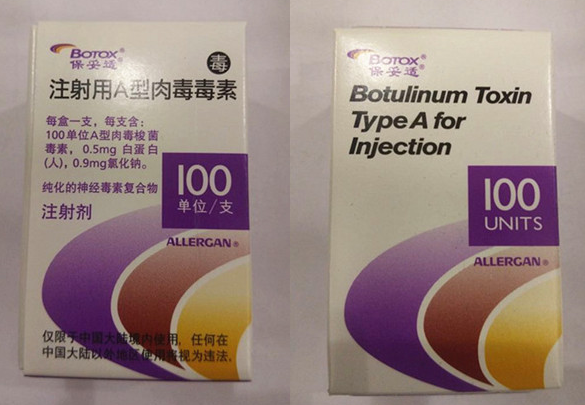 BOTOX®
保妥适®
毒
注射用A型肉毒毒素
每盒一支，每支含：
100单位A型肉毒梭菌
毒素，0.5mg 白蛋白
(人)，0.9mg氯化钠。
纯化的神经毒素复合物
注射剂
100
单位/支
ALLERGAN®
仅限于中国大陆境内使用，任何在
中国大陆以外地区使用将视为违法.
BOTOX®
保妥适®
Botulinum Toxin
Type A for
Injection
100
UNITS
ALLERGAN®